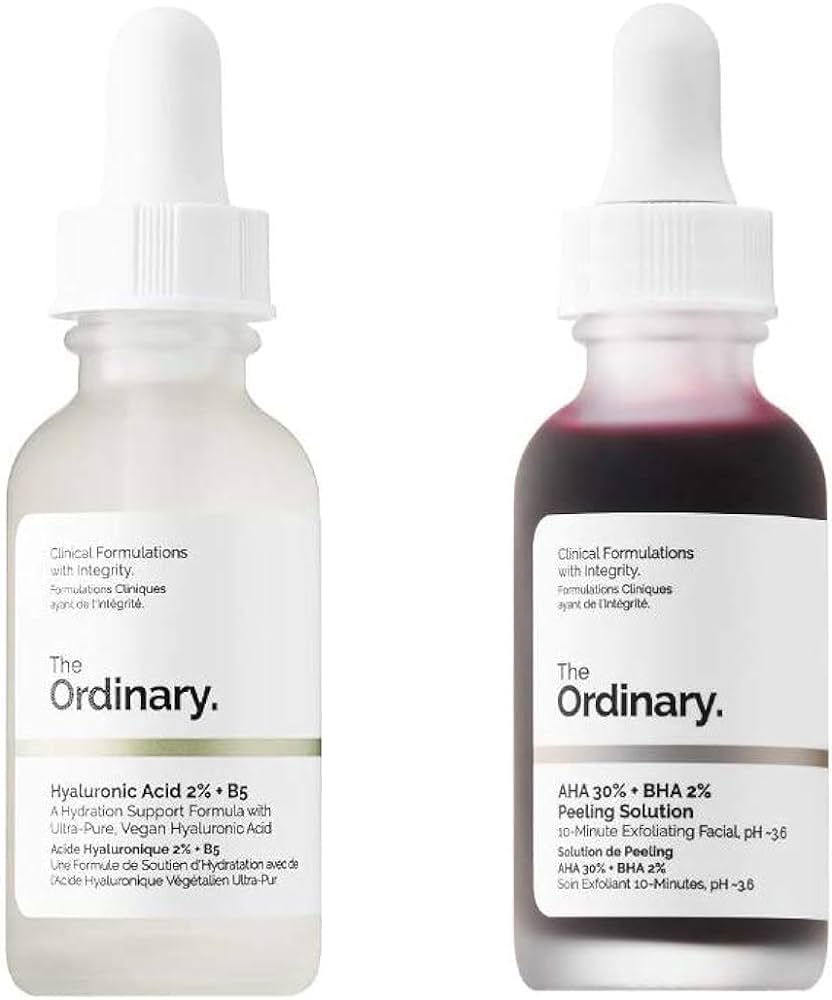 Clinical Formulations
with Integrity.
Formulations Cliniques
ayant de l'Intégrité.
The
Ordinary.
Hyaluronic Acid 2% + B5
A Hydration Support Formula with
Ultra-Pure, Vegan Hyaluronic Acid
Acide Hyaluronique 2% + B5
Une Formule de Soutien d'Hydratation avec de
l'Acide Hyaluronique Végétalien Ultra-Pur
Clinical Formulations
with Integrity.
Formulations Cliniques
ayant de l'Intégrité.
The
Ordinary.
AHA 30% + BHA 2%
Peeling Solution
10-Minute Exfoliating Facial, pH ~3.6
Solution de Peeling
AHA 30% + BHA 2%
Soin Exfoliant 10-Minutes, pH ~3.6